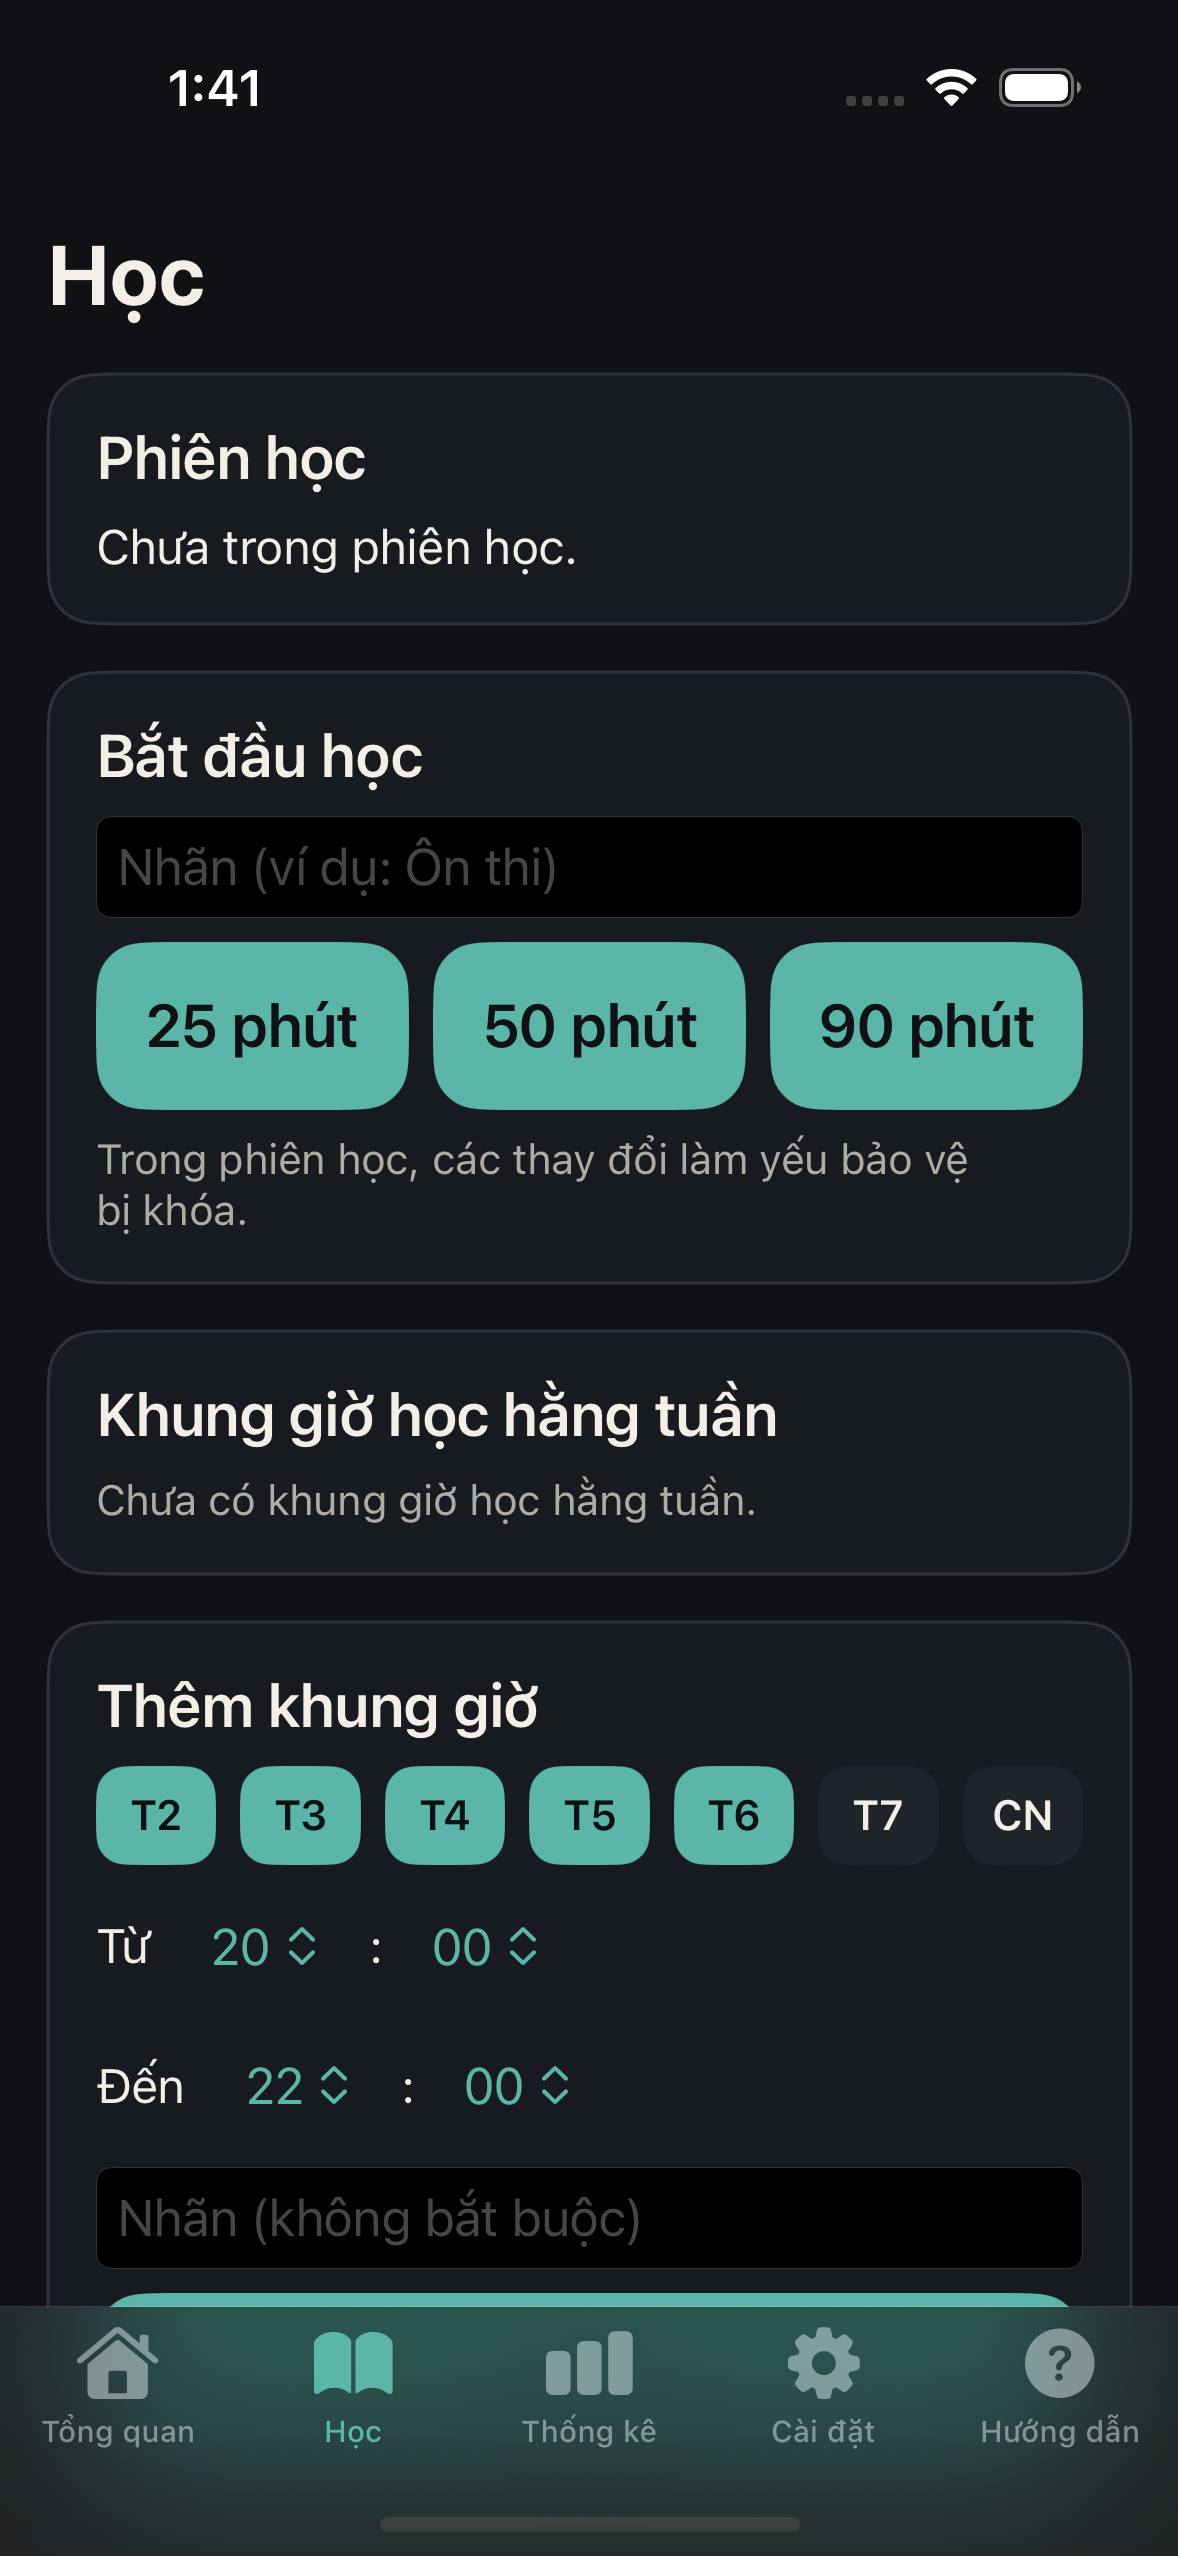 1:41
Học
Phiên học
Chưa trong phiên học.
Bắt đầu học
Nhãn (ví dụ: Ôn thi)
25 phút 50 phút 90 phút
Trong phiên học, các thay đổi làm yếu bảo vệ
bị khóa.
Khung giờ học hằng tuần
Chưa có khung giờ học hằng tuần.
Thêm khung giờ
T2 T3 T4 T5 T6 T7 CN
Từ 20 : 00
Đến 22 : 00
Nhãn (không bắt buộc)
Tổng quan Học Thống kê Cài đặt Hướng dẫn